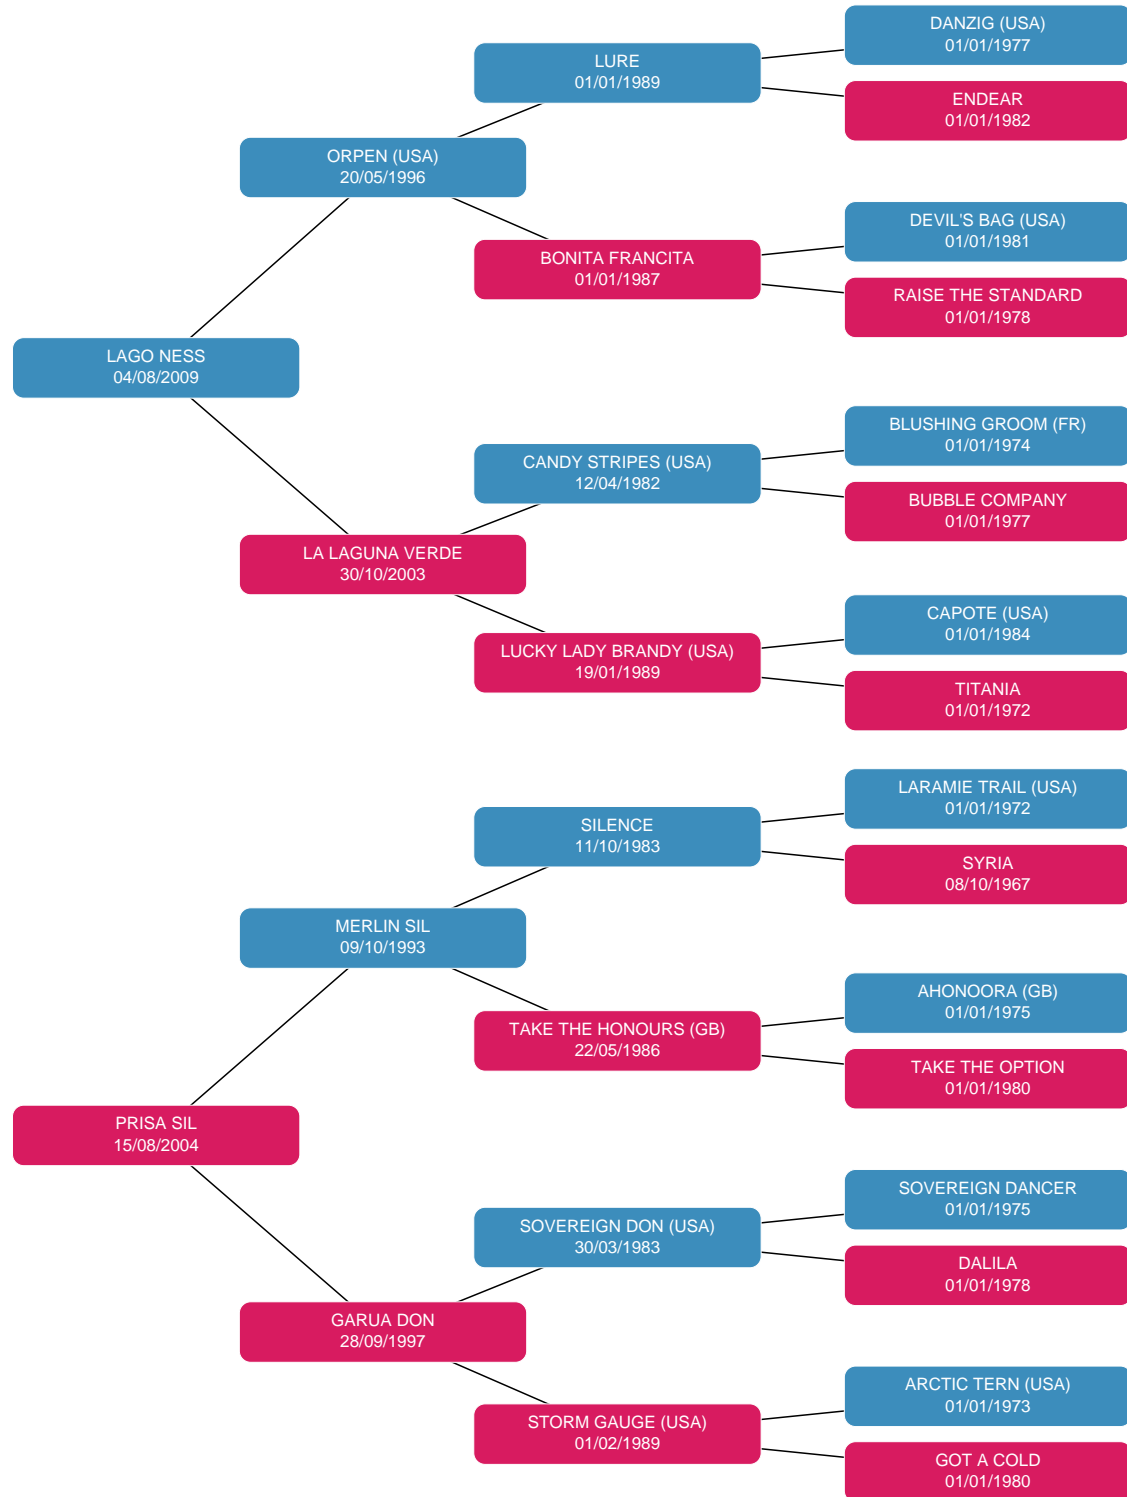 DANZIG (USA)
01/01/1977
LURE
01/01/1989
ENDEAR
01/01/1982
ORPEN (USA)
20/05/1996
DEVIL'S BAG (USA)
01/01/1981
BONITA FRANCITA
01/01/1987
RAISE THE STANDARD
01/01/1978
LAGO NESS
04/08/2009
BLUSHING GROOM (FR)
01/01/1974
CANDY STRIPES (USA)
12/04/1982
BUBBLE COMPANY
01/01/1977
LA LAGUNA VERDE
30/10/2003
CAPOTE (USA)
01/01/1984
LUCKY LADY BRANDY (USA)
19/01/1989
TITANIA
01/01/1972
LARAMIE TRAIL (USA)
01/01/1972
SILENCE
11/10/1983
SYRIA
08/10/1967
MERLIN SIL
09/10/1993
AHONOORA (GB)
01/01/1975
TAKE THE HONOURS (GB)
22/05/1986
TAKE THE OPTION
01/01/1980
PRISA SIL
15/08/2004
SOVEREIGN DANCER
01/01/1975
SOVEREIGN DON (USA)
30/03/1983
DALILA
01/01/1978
GARUA DON
28/09/1997
ARCTIC TERN (USA)
01/01/1973
STORM GAUGE (USA)
01/02/1989
GOT A COLD
01/01/1980